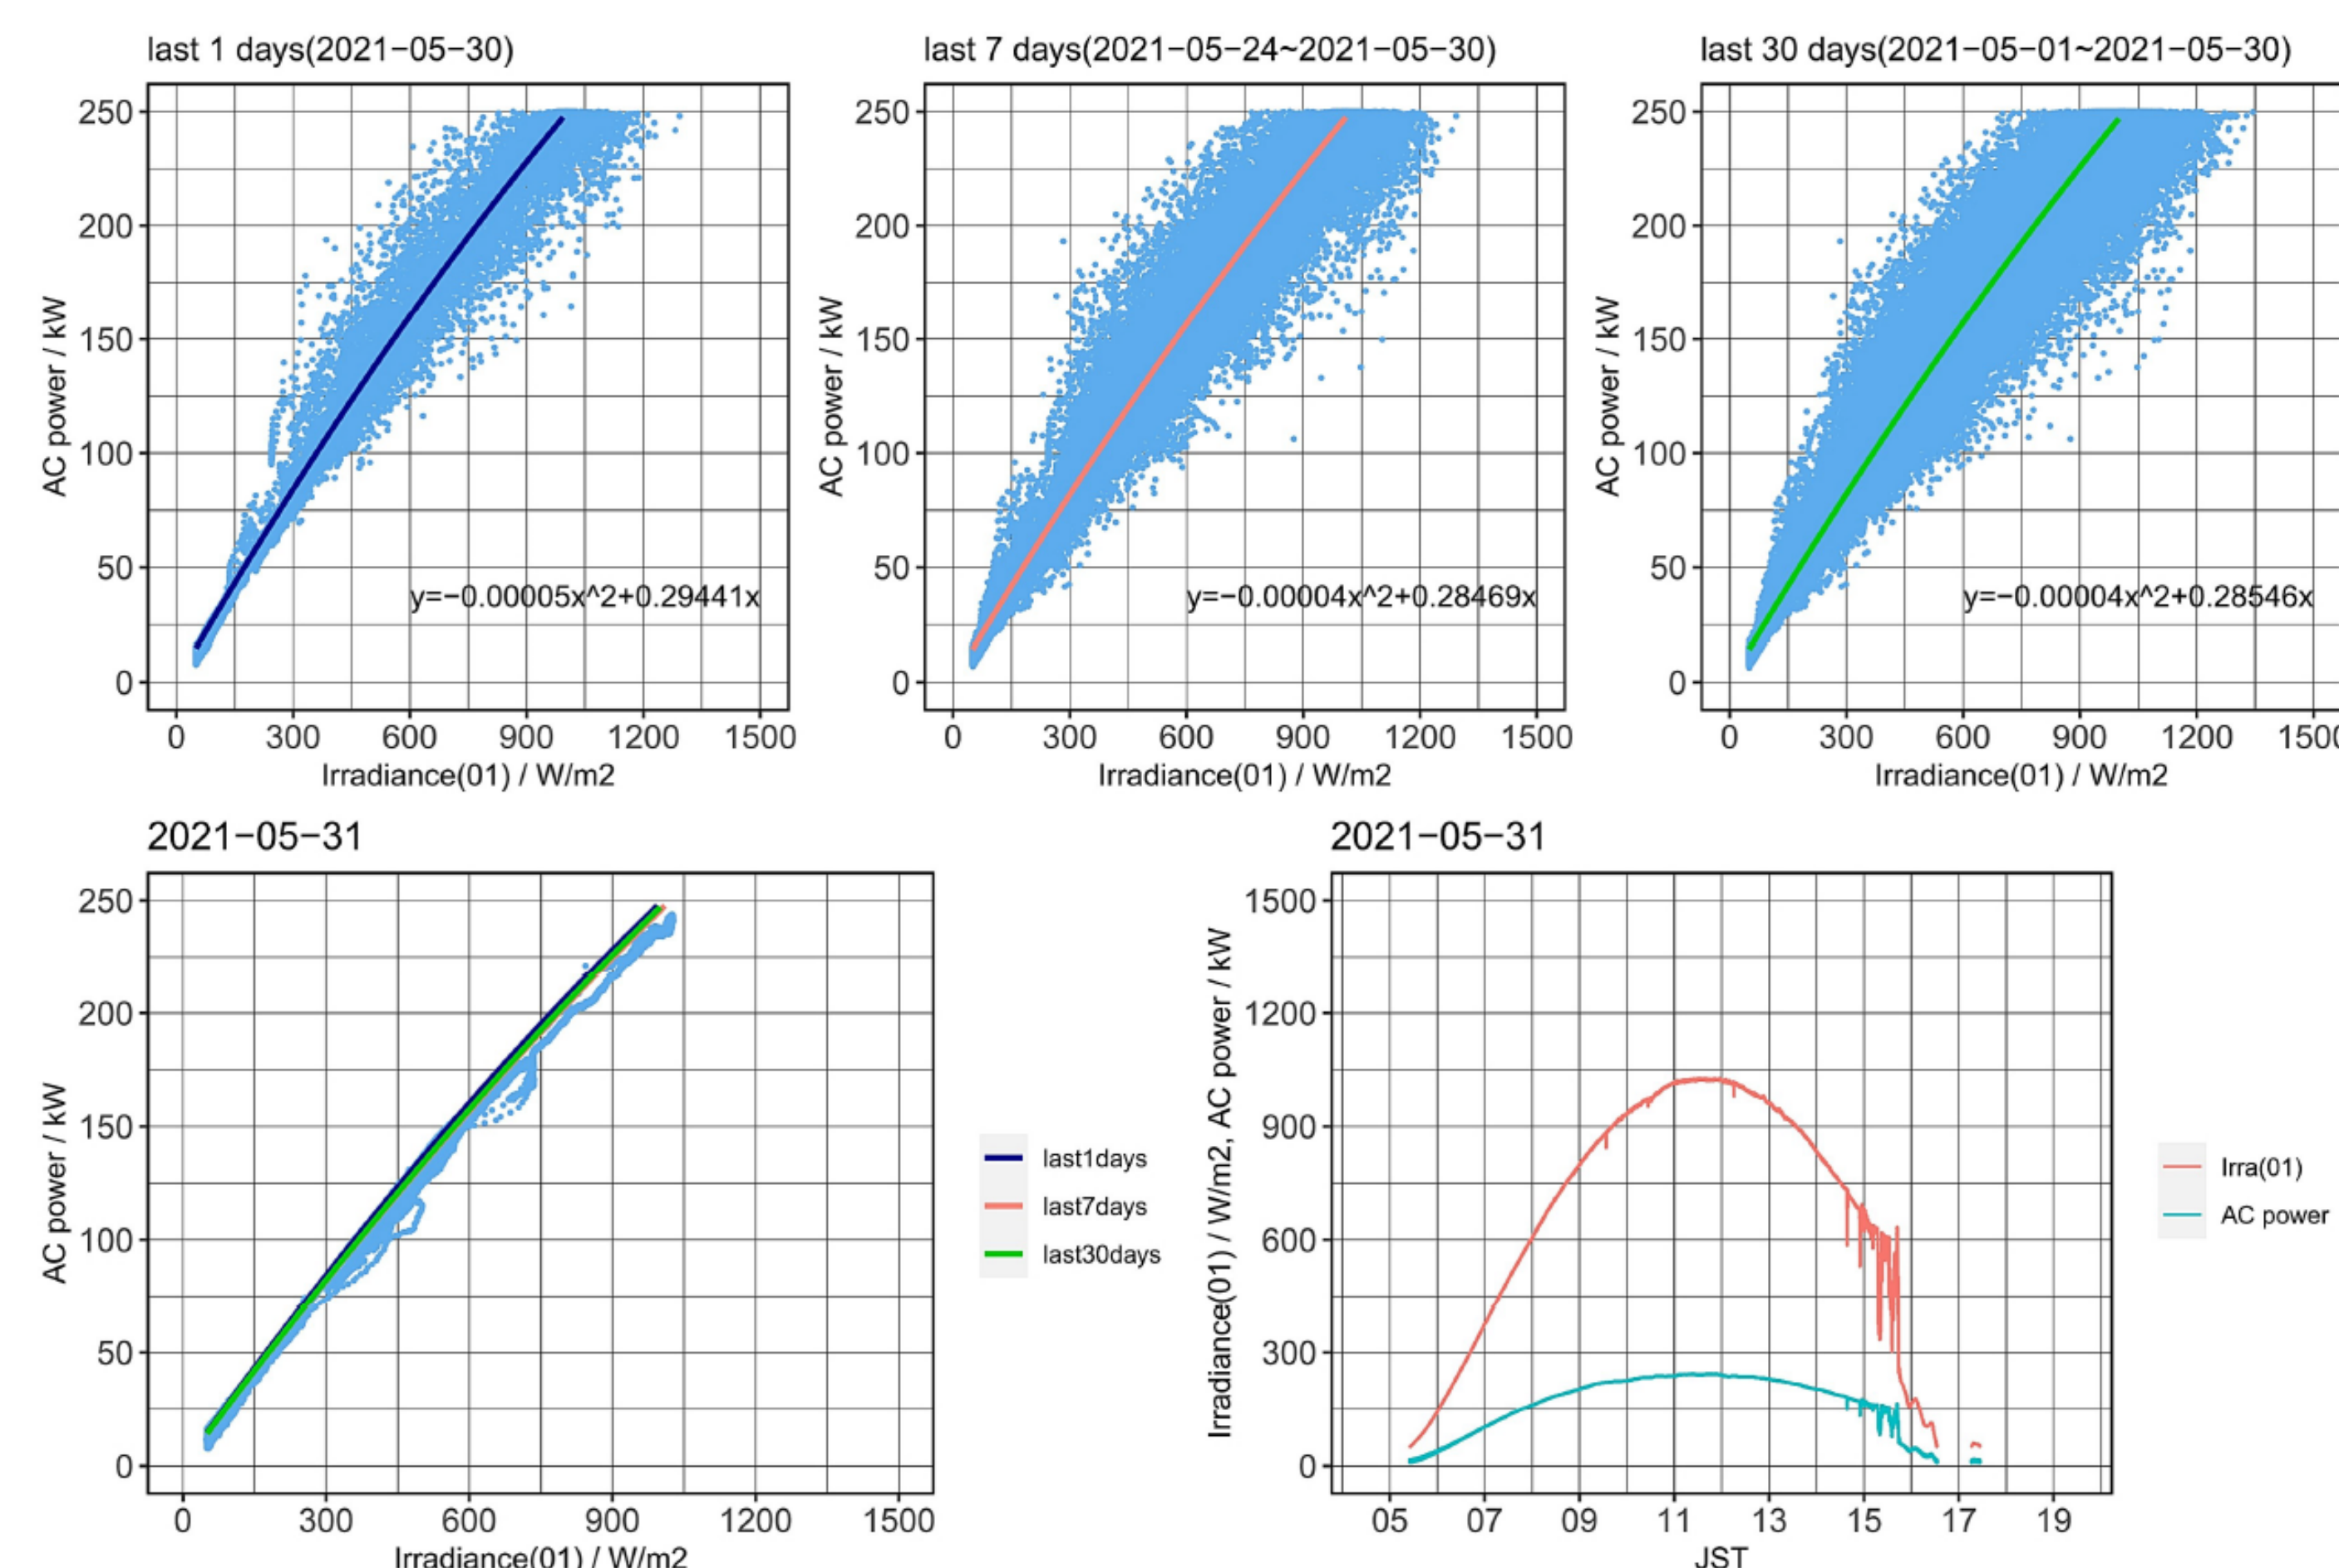 last 1 days(2021−05−30)
last 7 days(2021−05−24~2021−05−30)
last 30 days(2021−05−01~2021−05−30)
AC power / kW
250
200
150
100
50
0
y=−0.00005x^2+0.29441x
0 300 600 900 1200 1500
Irradiance(01) / W/m2
AC power / kW
250
200
150
100
50
0
y=−0.00004x^2+0.28469x
0 300 600 900 1200 1500
Irradiance(01) / W/m2
AC power / kW
250
200
150
100
50
0
y=−0.00004x^2+0.28546x
0 300 600 900 1200 1500
Irradiance(01) / W/m2
2021−05−31
AC power / kW
250
200
150
100
50
0
0 300 600 900 1200 1500
Irradiance(01) / W/m2
last1days
last7days
last30days
2021−05−31
Irradiance(01) / W/m2, AC power / kW
1500
1200
900
600
300
0
05 07 09 11 13 15 17 19
JST
Irra(01)
AC power